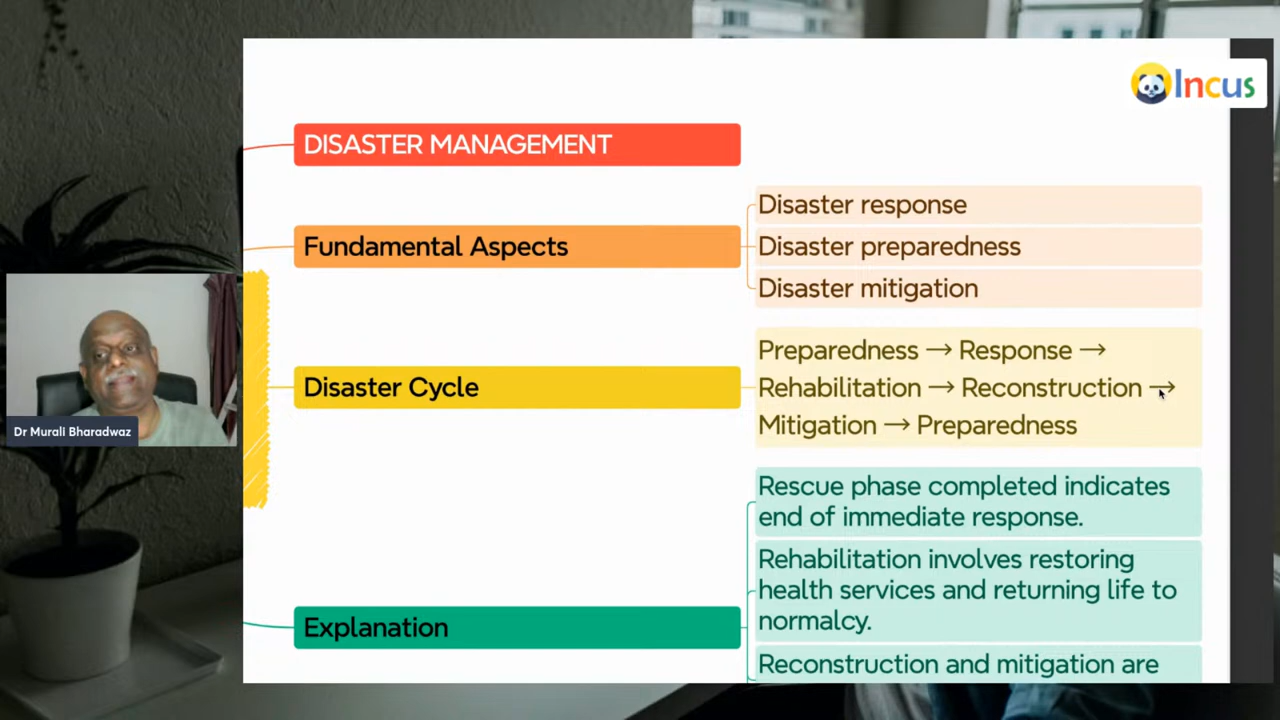 Incus
DISASTER MANAGEMENT
Fundamental Aspects
Disaster response
Disaster preparedness
Disaster mitigation
Disaster Cycle
Preparedness → Response →
Rehabilitation → Reconstruction →
Mitigation → Preparedness
Explanation
Rescue phase completed indicates
end of immediate response.
Rehabilitation involves restoring
health services and returning life to
normalcy.
Reconstruction and mitigation are
Dr Murali Bharadwaz